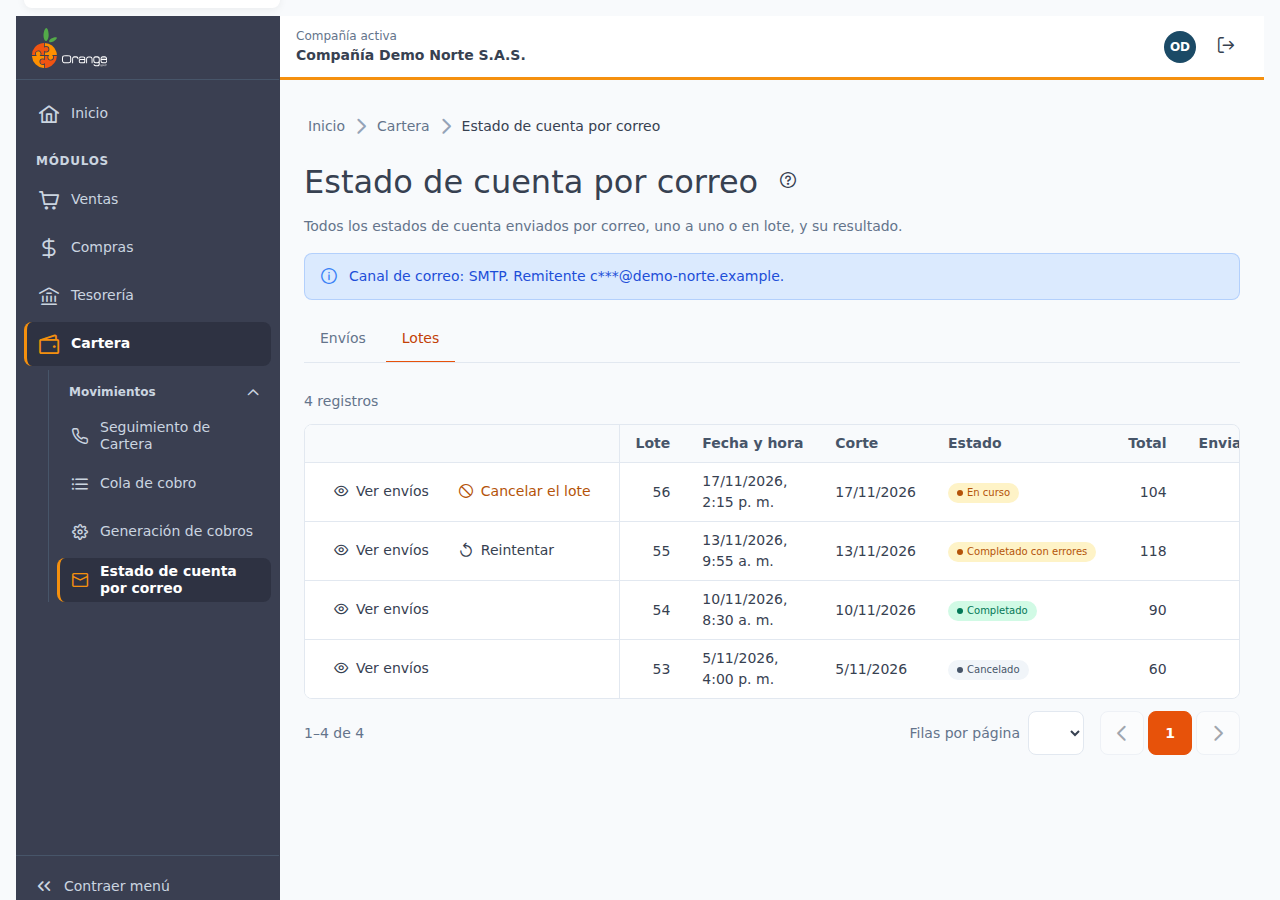 Orange
Compañía activa
Compañía Demo Norte S.A.S.
OD
Inicio
MÓDULOS
Ventas
Compras
Tesorería
Cartera
Movimientos
Seguimiento de
Cartera
Cola de cobro
Generación de cobros
Estado de cuenta
por correo
Contraer menú
Inicio Cartera Estado de cuenta por correo
Estado de cuenta por correo
Todos los estados de cuenta enviados por correo, uno a uno o en lote, y su resultado.
Canal de correo: SMTP. Remitente c***@demo-norte.example.
Envíos Lotes
4 registros
Lote Fecha y hora Corte Estado Total Envia
Ver envíos Cancelar el lote 56 17/11/2026, 2:15 p. m. 17/11/2026 En curso 104
Ver envíos Reintentar 55 13/11/2026, 9:55 a. m. 13/11/2026 Completado con errores 118
Ver envíos 54 10/11/2026, 8:30 a. m. 10/11/2026 Completado 90
Ver envíos 53 5/11/2026, 4:00 p. m. 5/11/2026 Cancelado 60
1–4 de 4 Filas por página 1